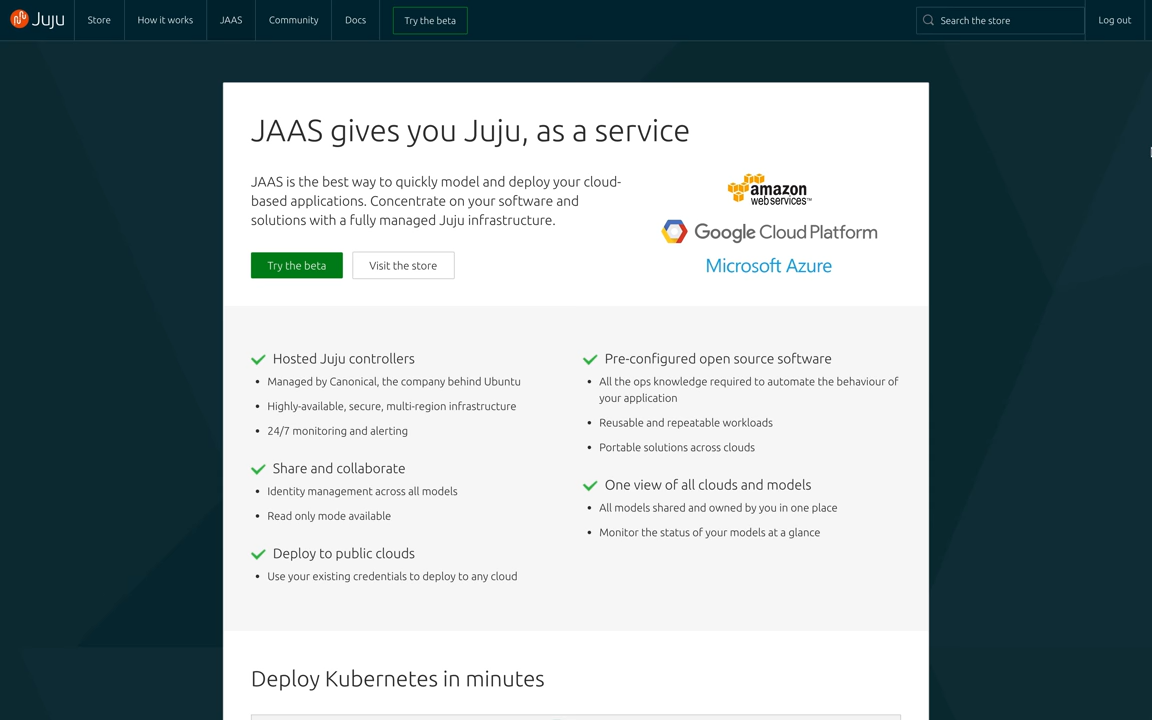 Juju
Store
How it works
JAAS
Community
Docs
Try the beta
Search the store
Log out
JAAS gives you Juju, as a service
JAAS is the best way to quickly model and deploy your cloud-
based applications. Concentrate on your software and
solutions with a fully managed Juju infrastructure.
Try the beta
Visit the store
amazon
web services™
Google Cloud Platform
Microsoft Azure
Hosted Juju controllers
• Managed by Canonical, the company behind Ubuntu
• Highly-available, secure, multi-region infrastructure
• 24/7 monitoring and alerting
Share and collaborate
• Identity management across all models
• Read only mode available
Deploy to public clouds
• Use your existing credentials to deploy to any cloud
Pre-configured open source software
• All the ops knowledge required to automate the behaviour of
your application
• Reusable and repeatable workloads
• Portable solutions across clouds
One view of all clouds and models
• All models shared and owned by you in one place
• Monitor the status of your models at a glance
Deploy Kubernetes in minutes